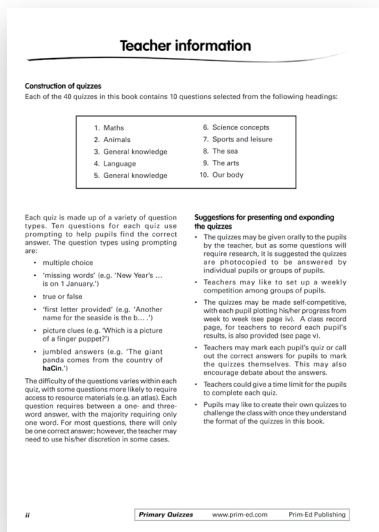 Teacher information
Construction of quizzes
Each of the 40 quizzes in this book contains 10 questions selected from the following headings:
1. Maths
2. Animals
3. General knowledge
4. Language
5. General knowledge
6. Science concepts
7. Sports and leisure
8. The sea
9. The arts
10. Our body
Each quiz is made up of a variety of question
types. Ten questions for each quiz use
prompting to help pupils find the correct
answer. The question types using prompting
are:
• multiple choice
• 'missing words' (e.g. 'New Year's …
is on 1 January.')
• true or false
• 'first letter provided' (e.g. 'Another
name for the seaside is the b… .')
• picture clues (e.g. 'Which is a picture
of a finger puppet?')
• jumbled answers (e.g. 'The giant
panda comes from the country of
haCin.')
The difficulty of the questions varies within each
quiz, with some questions more likely to require
access to resource materials (e.g. an atlas). Each
question requires between a one- and three-
word answer, with the majority requiring only
one word. For most questions, there will only
be one correct answer; however, the teacher may
need to use his/her discretion in some cases.
Suggestions for presenting and expanding
the quizzes
• The quizzes may be given orally to the pupils
by the teacher, but as some questions will
require research, it is suggested the quizzes
are photocopied to be answered by
individual pupils or groups of pupils.
• Teachers may like to set up a weekly
competition among groups of pupils.
• The quizzes may be made self-competitive,
with each pupil plotting his/her progress from
week to week (see page iv). A class record
page, for teachers to record each pupil's
results, is also provided (see page v).
• Teachers may mark each pupil's quiz or call
out the correct answers for pupils to mark
the quizzes themselves. This may also
encourage debate about the answers.
• Teachers could give a time limit for the pupils
to complete each quiz.
• Pupils may like to create their own quizzes to
challenge the class with once they understand
the format of the quizzes in this book.
ii
Primary Quizzes www.prim-ed.com Prim-Ed Publishing